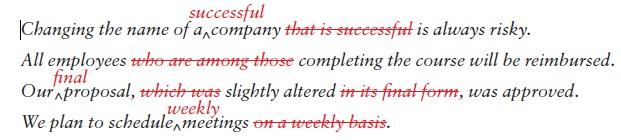 successful
Changing the name of a^company that is successful is always risky.
All employees who are among those completing the course will be reimbursed.
final
Our^proposal, which was slightly altered in its final form, was approved.
weekly
We plan to schedule^meetings on a weekly basis.